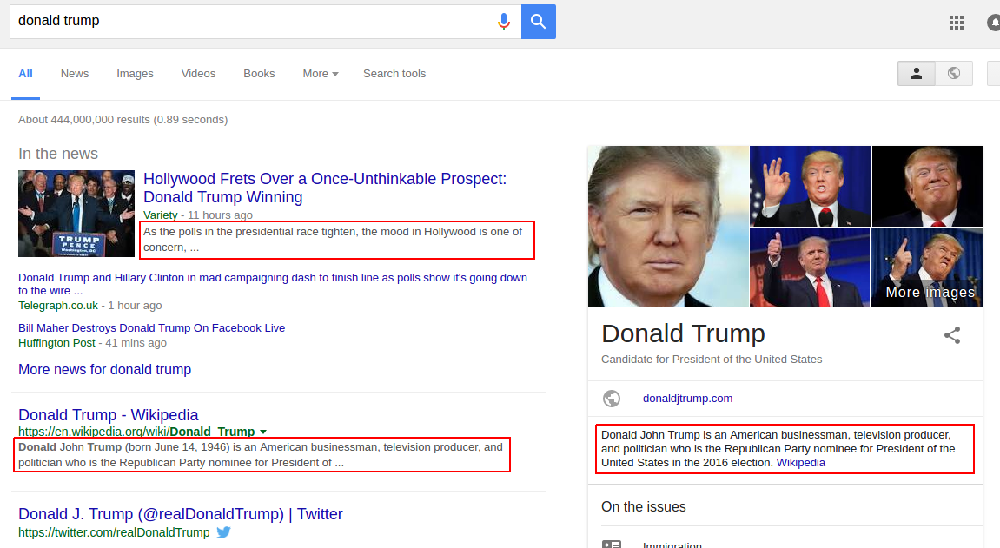 donald trump
All News Images Videos Books More Search tools
About 444,000,000 results (0.89 seconds)
In the news
Hollywood Frets Over a Once-Unthinkable Prospect:
Donald Trump Winning
Variety - 11 hours ago
As the polls in the presidential race tighten, the mood in Hollywood is one of
concern, ...
TRUMP
PENCE
Washington, DC
Donald Trump and Hillary Clinton in mad campaigning dash to finish line as polls show it's going down
to the wire ...
Telegraph.co.uk - 1 hour ago
Bill Maher Destroys Donald Trump On Facebook Live
Huffington Post - 41 mins ago
More news for donald trump
Donald Trump - Wikipedia
https://en.wikipedia.org/wiki/Donald_Trump
Donald John Trump (born June 14, 1946) is an American businessman, television producer, and
politician who is the Republican Party nominee for President of ...
Donald J. Trump (@realDonaldTrump) | Twitter
https://twitter.com/realDonaldTrump
More images
Donald Trump
Candidate for President of the United States
donaldjtrump.com
Donald John Trump is an American businessman, television producer,
and politician who is the Republican Party nominee for President of the
United States in the 2016 election. Wikipedia
On the issues
Immigration